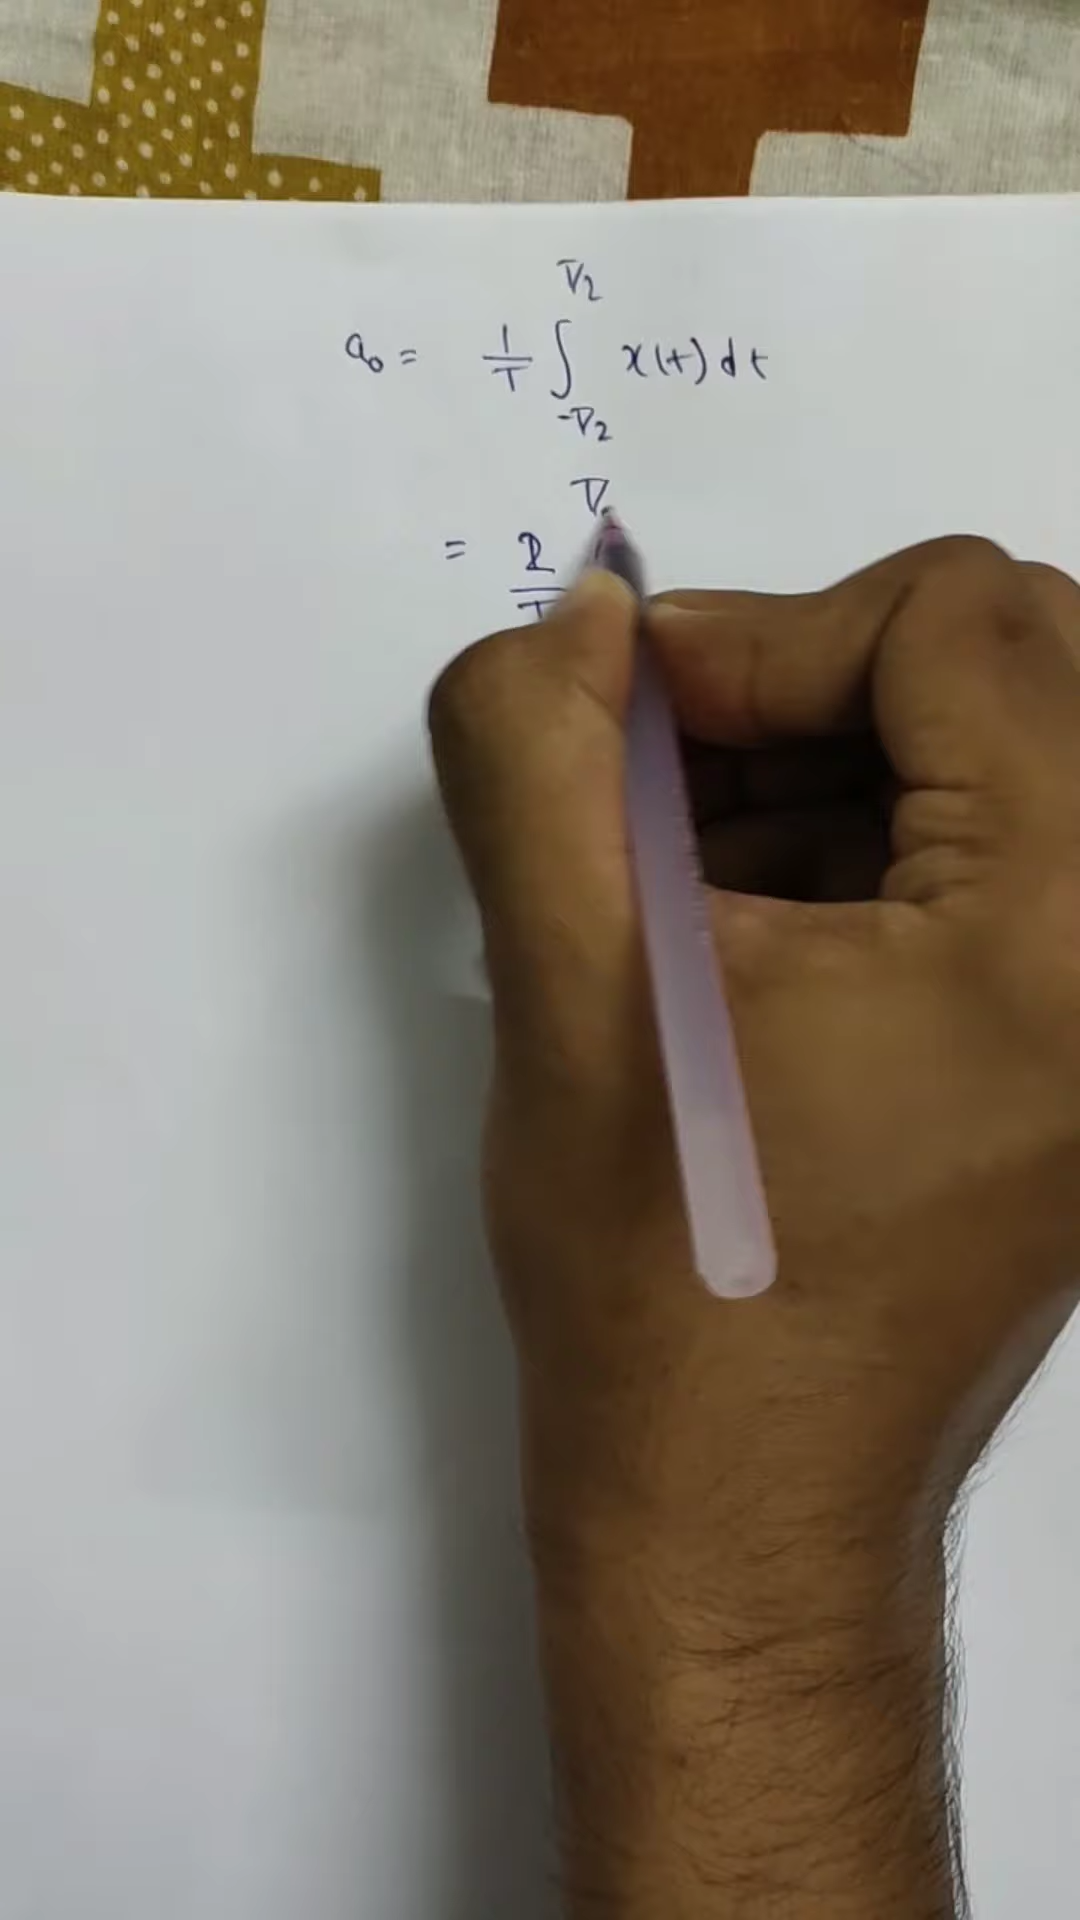 T/2
a₀ = 1/T ∫ x(t) dt
-T/2
T/
= 2/T